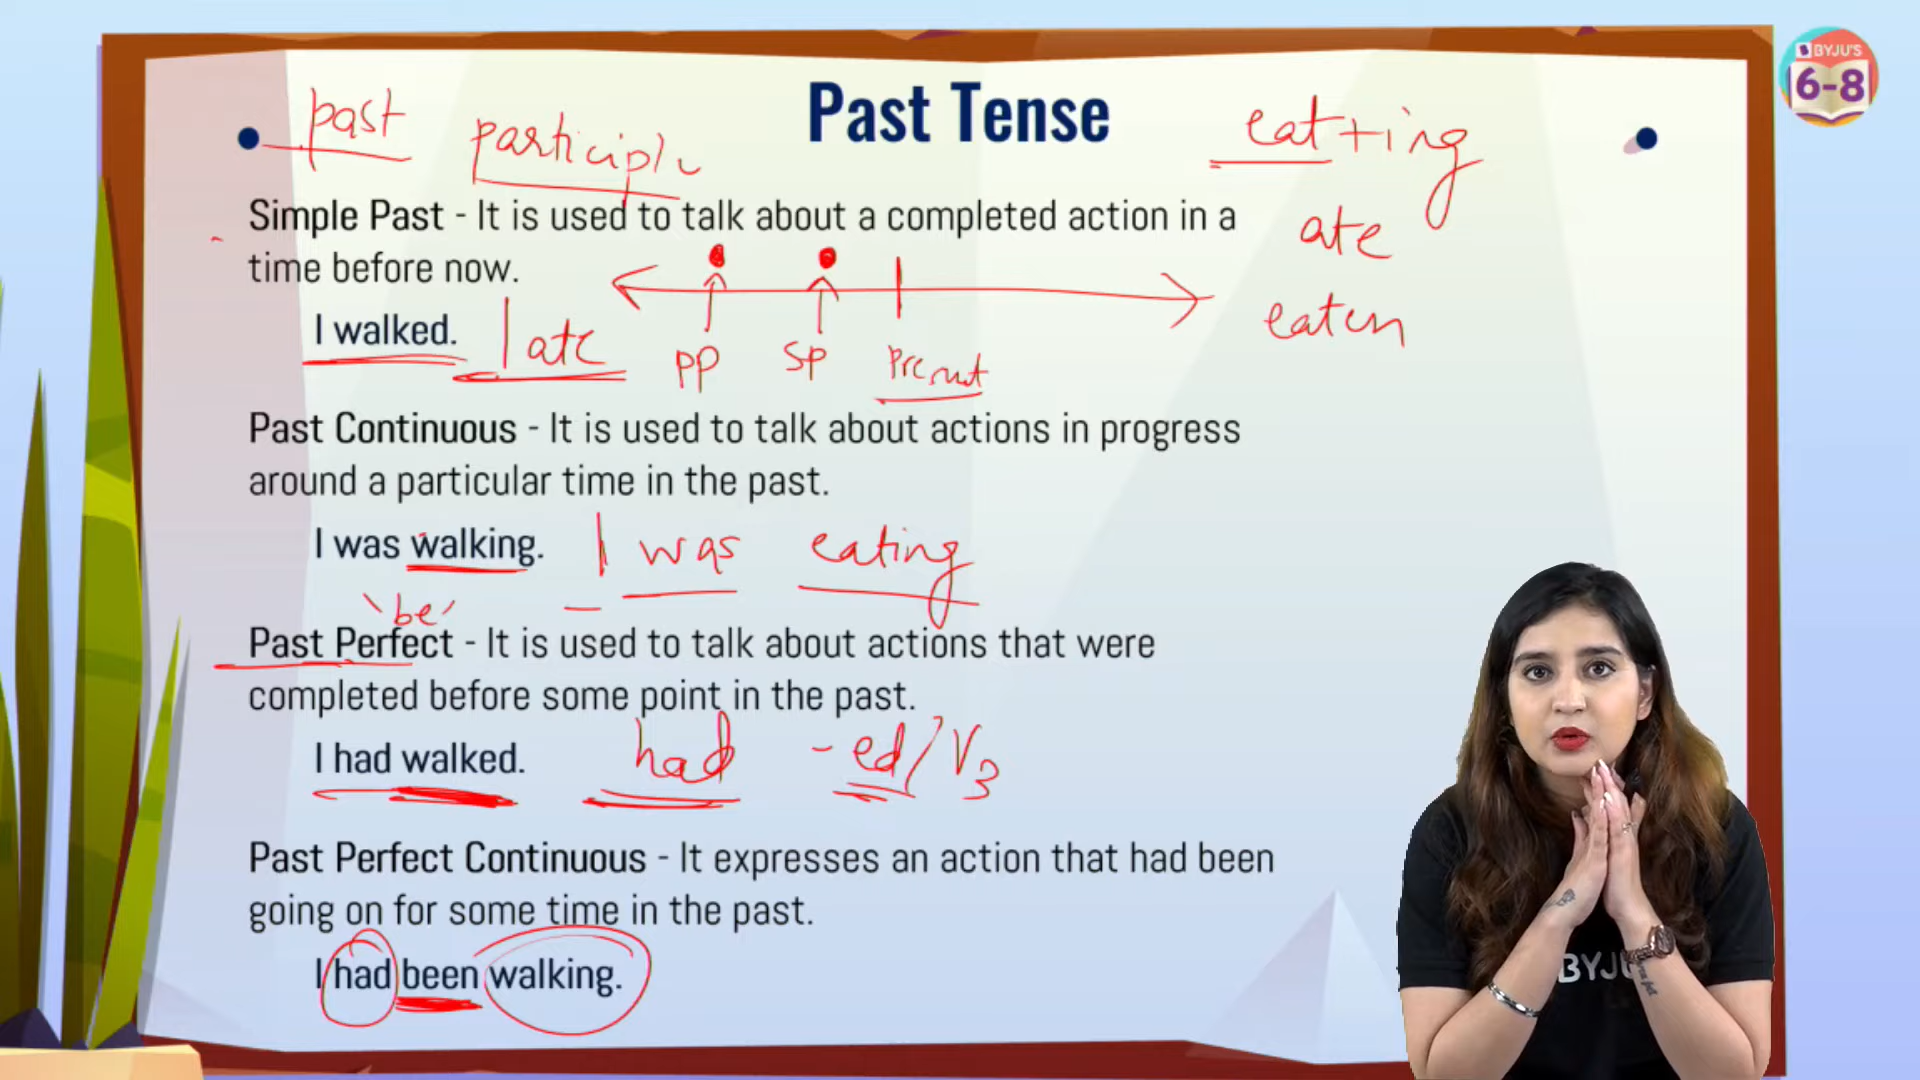 BYJU'S
6-8
Past Tense
past participle
eat+ing
Simple Past - It is used to talk about a completed action in a
time before now.
ate
eaten
I walked. I ate
PP SP Present
Past Continuous - It is used to talk about actions in progress
around a particular time in the past.
I was walking. I was eating
'be'
Past Perfect - It is used to talk about actions that were
completed before some point in the past.
I had walked. had -ed/V3
Past Perfect Continuous - It expresses an action that had been
going on for some time in the past.
I had been walking.
BYJU